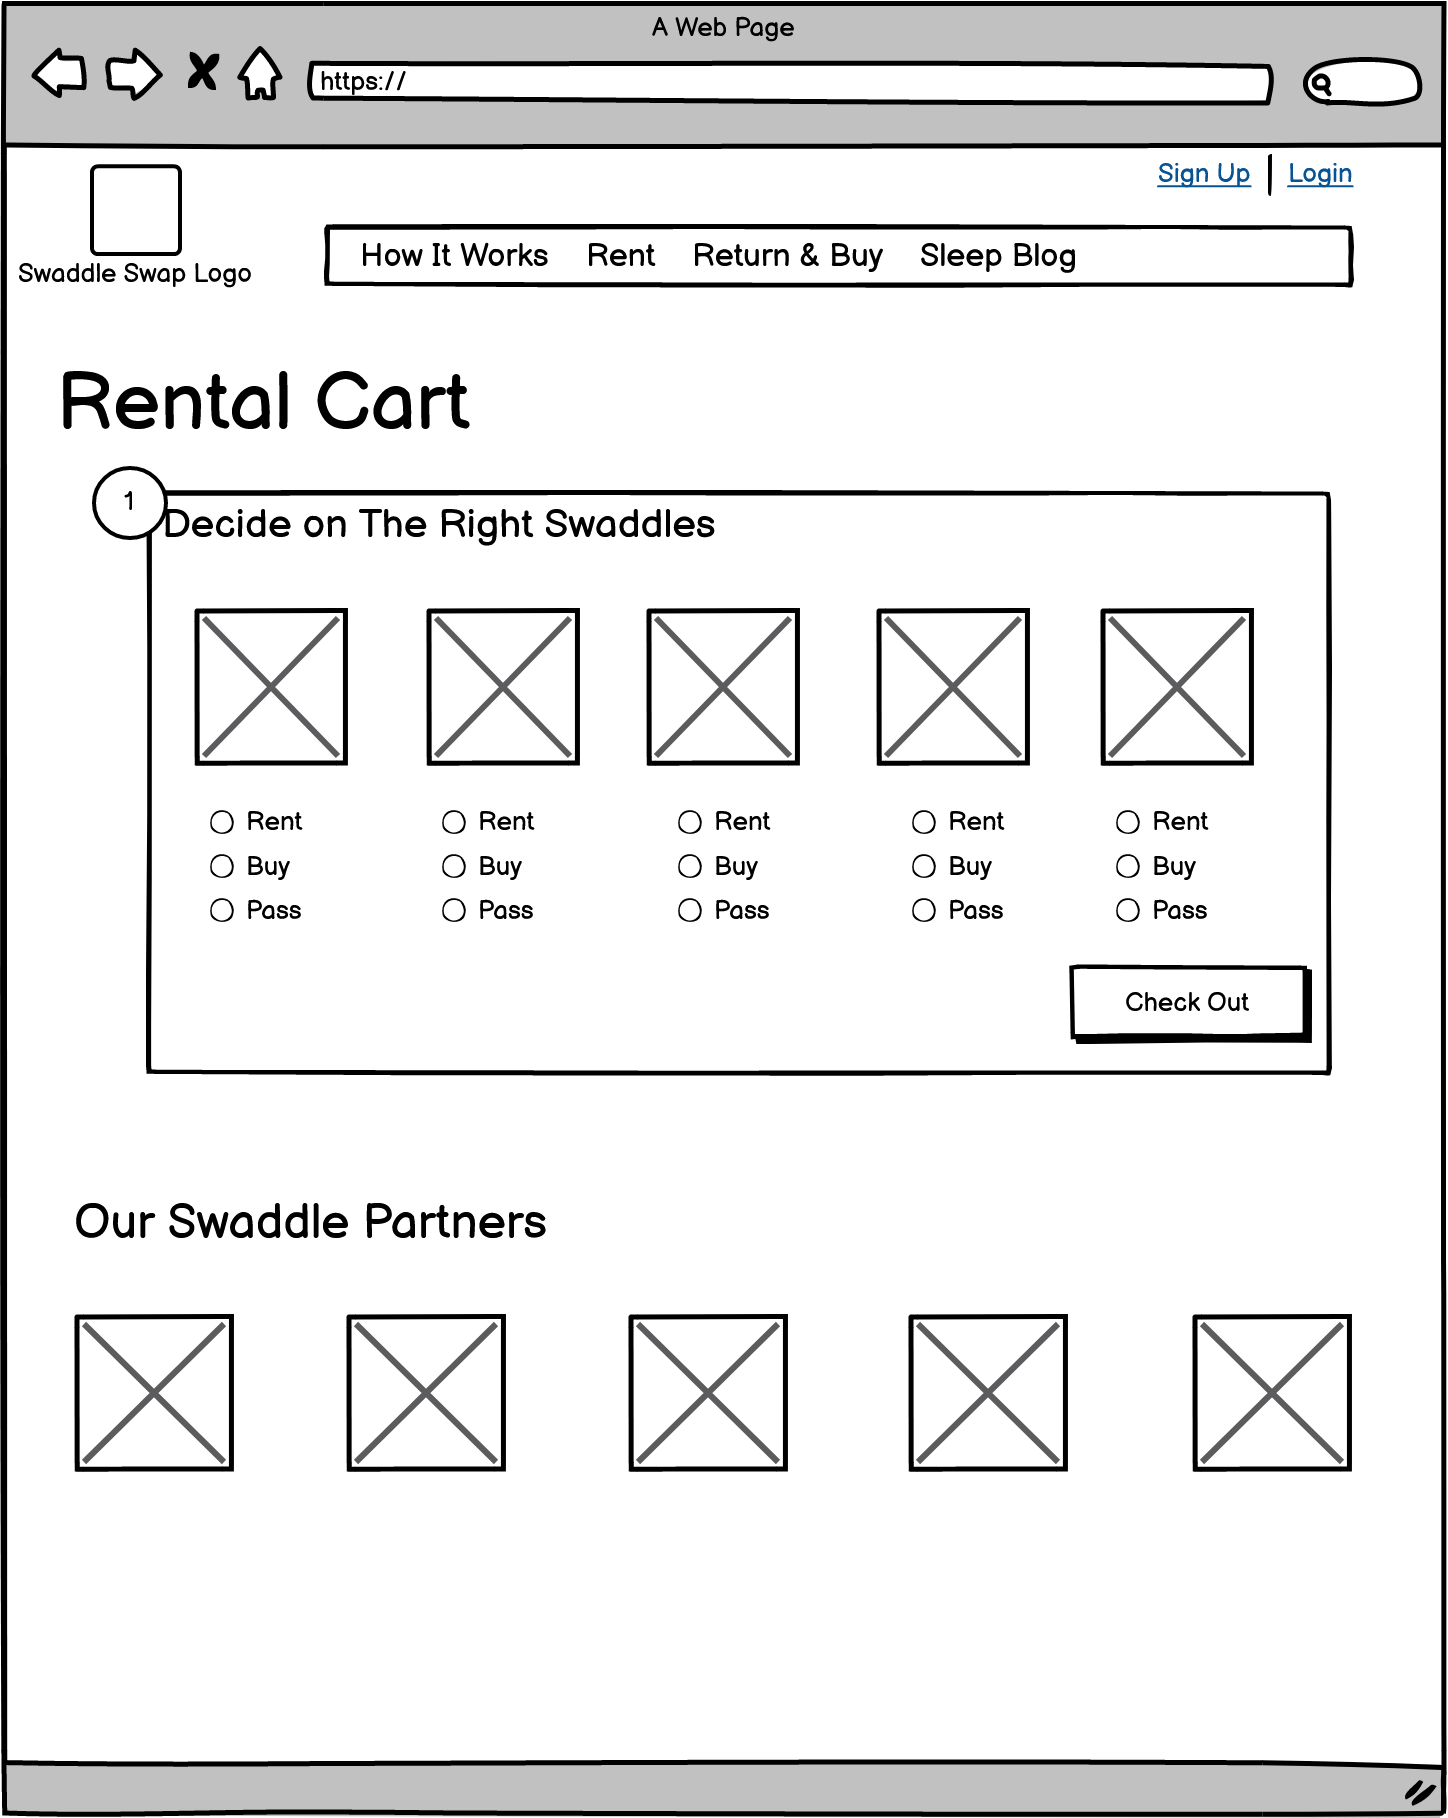 A Web Page
https://
Sign Up Login
Swaddle Swap Logo
How It Works Rent Return & Buy Sleep Blog
Rental Cart
1
Decide on The Right Swaddles
Rent Rent Rent Rent Rent
Buy Buy Buy Buy Buy
Pass Pass Pass Pass Pass
Check Out
Our Swaddle Partners